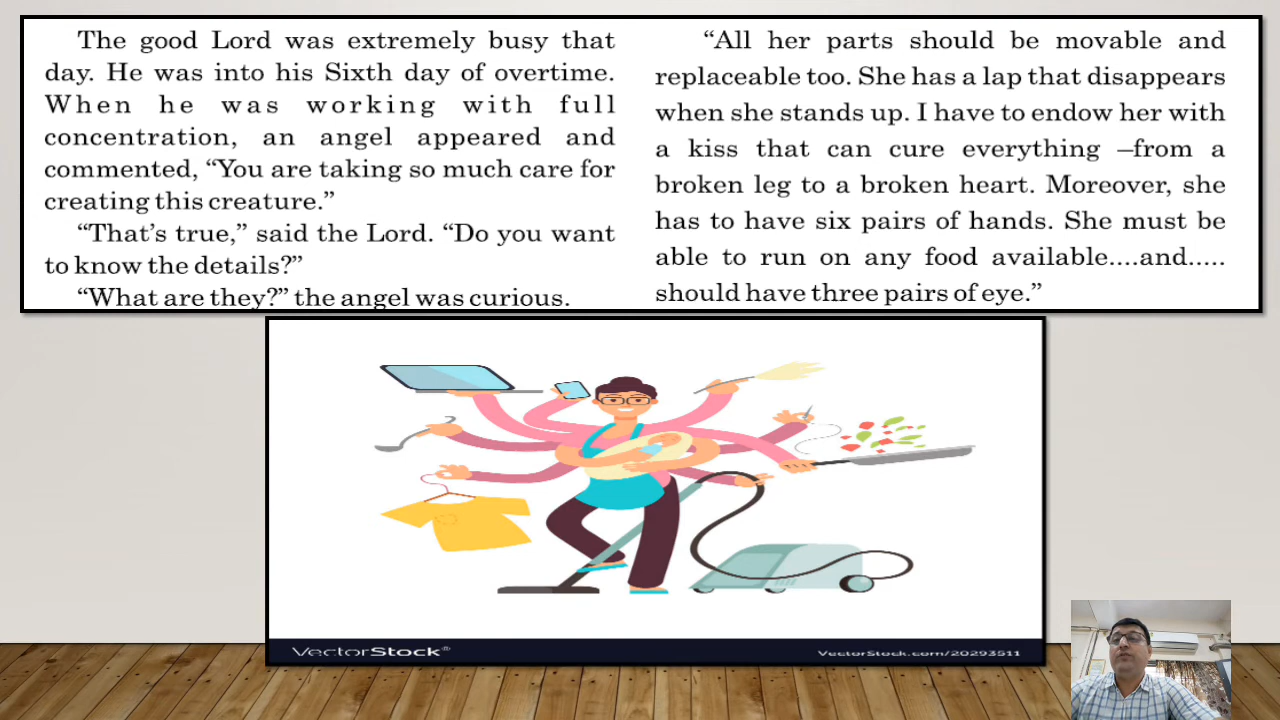 The good Lord was extremely busy that
day. He was into his Sixth day of overtime.
When he was working with full
concentration, an angel appeared and
commented, “You are taking so much care for
creating this creature.”
“That’s true,” said the Lord. “Do you want
to know the details?”
“What are they?” the angel was curious.
“All her parts should be movable and
replaceable too. She has a lap that disappears
when she stands up. I have to endow her with
a kiss that can cure everything –from a
broken leg to a broken heart. Moreover, she
has to have six pairs of hands. She must be
able to run on any food available....and.....
should have three pairs of eye.”
VectorStock®
VectorStock.com/20293511